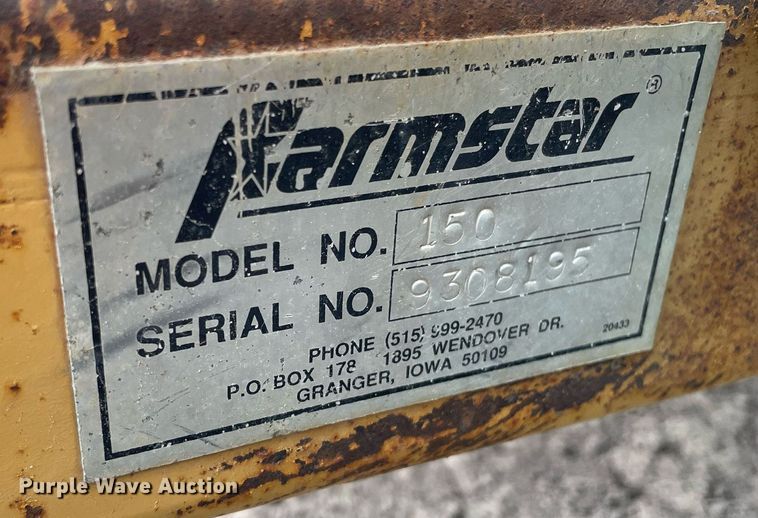 Farmstar®
MODEL NO. 150
SERIAL NO. 9308195
PHONE (515) 999-2470
P.O. BOX 178 1895 WENDOVER DR.
GRANGER, IOWA 50109
20433
Purple Wave Auction